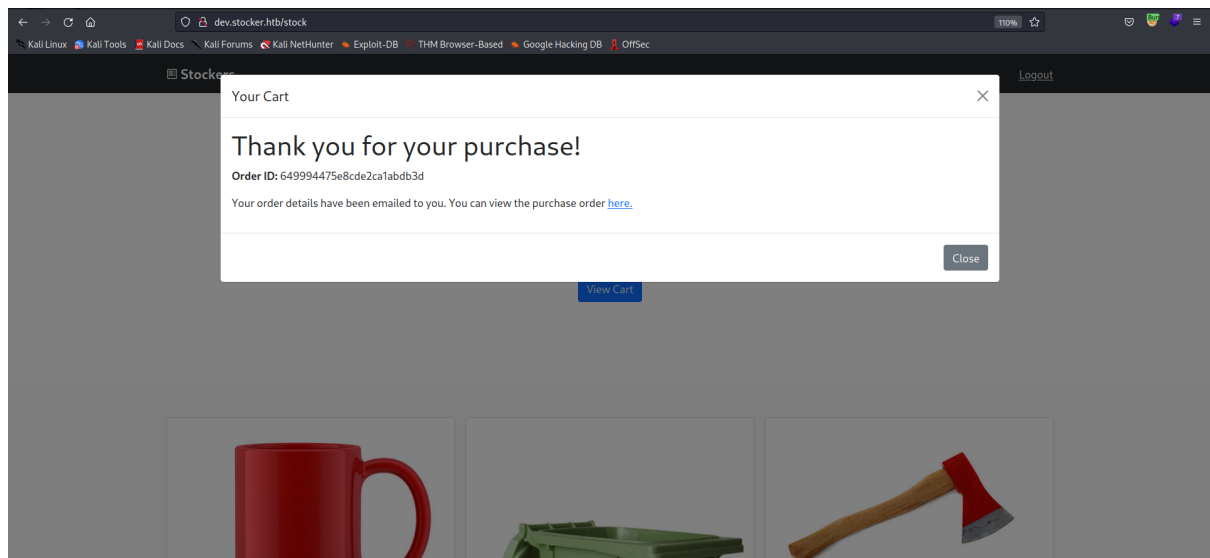 dev.stocker.htb/stock
110%
Kali Linux Kali Tools Kali Docs Kali Forums Kali NetHunter Exploit-DB THM Browser-Based Google Hacking DB OffSec
Stockers Logout
Your Cart
Thank you for your purchase!
Order ID: 649994475e8cde2ca1abdb3d
Your order details have been emailed to you. You can view the purchase order here.
Close
View Cart